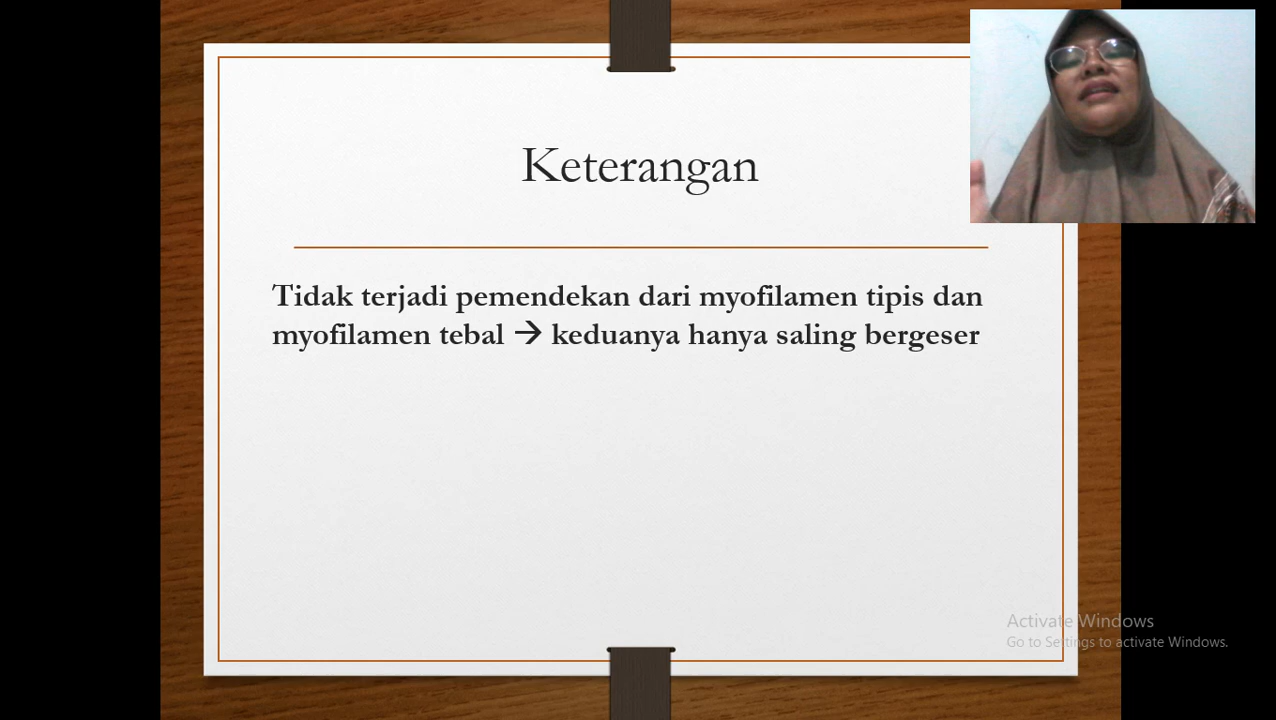 Keterangan
Tidak terjadi pemendekan dari myofilamen tipis dan
myofilamen tebal → keduanya hanya saling bergeser
Activate Windows
Go to Settings to activate Windows.